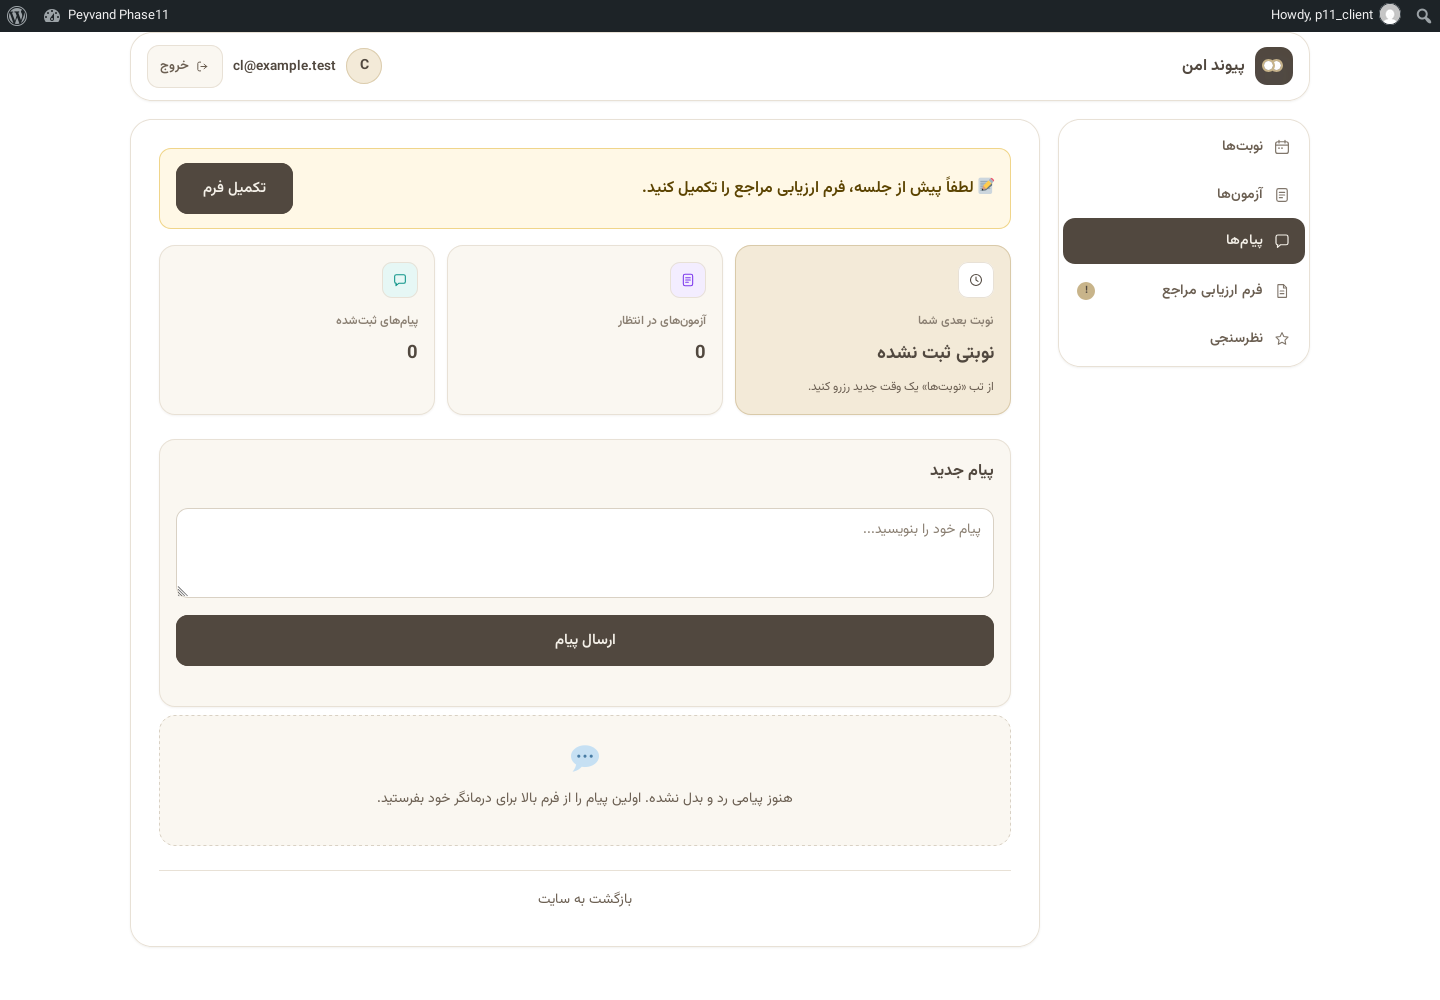 Peyvand Phase11
Howdy, p11_client
پیوند امن
C
cl@example.test
خروج
نوبت‌ها
آزمون‌ها
پیام‌ها
فرم ارزیابی مراجع
!
نظرسنجی
لطفاً پیش از جلسه، فرم ارزیابی مراجع را تکمیل کنید.
تکمیل فرم
نوبت بعدی شما
نوبتی ثبت نشده
از تب «نوبت‌ها» یک وقت جدید رزرو کنید.
آزمون‌های در انتظار
0
پیام‌های ثبت‌شده
0
پیام جدید
پیام خود را بنویسید...
ارسال پیام
هنوز پیامی رد و بدل نشده. اولین پیام را از فرم بالا برای درمانگر خود بفرستید.
بازگشت به سایت